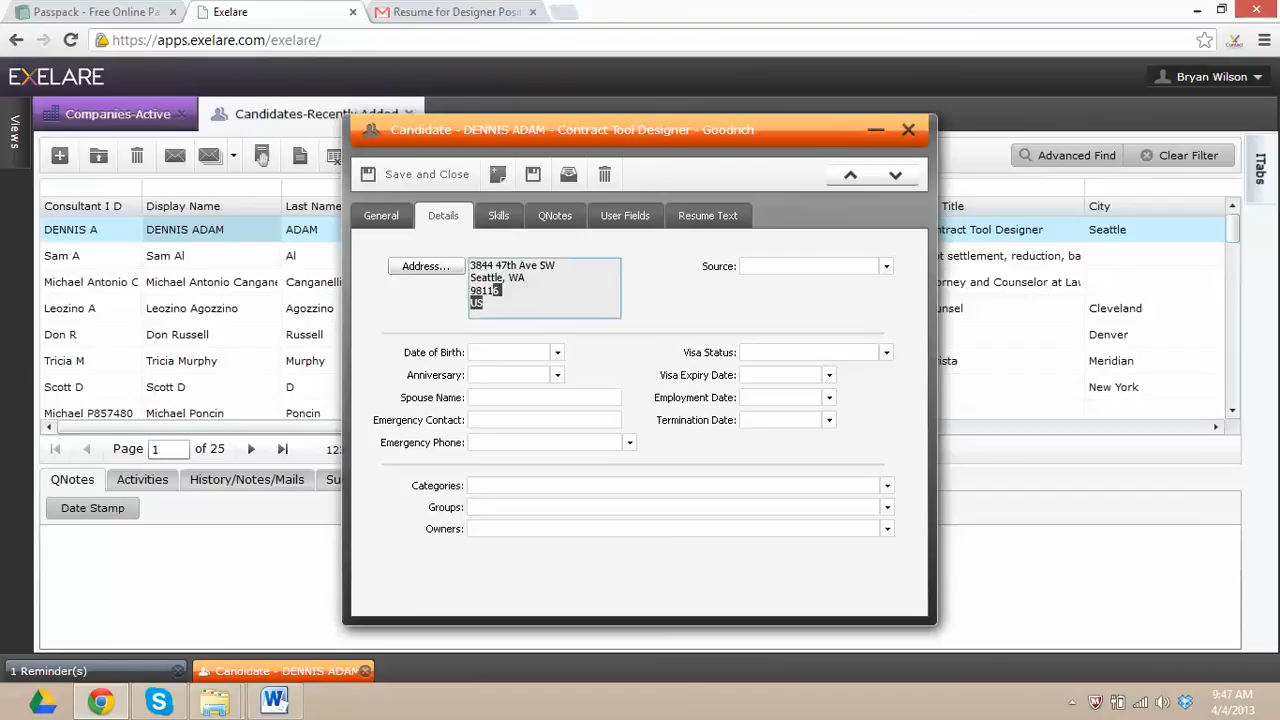 Passpack - Free Online Pa
Exelare
Resume for Designer Posi
https://apps.exelare.com/exelare/
EXELARE
Bryan Wilson
Views
Companies-Active
Candidates-Recently Added
Candidate - DENNIS ADAM - Contract Tool Designer - Goodrich
Save and Close
Advanced Find
Clear Filter
ITabs
General
Details
Skills
QNotes
User Fields
Resume Text
Consultant I D
Display Name
Last Name
Title
City
DENNIS A
DENNIS ADAM
ADAM
ntract Tool Designer
Seattle
Sam A
Sam Al
Al
bt settlement, reduction, ba
Michael Antonio C
Michael Antonio Cangane
Canganelli
orney and Counselor at Law
Leozino A
Leozino Agozzino
Agozzino
unsel
Cleveland
Don R
Don Russell
Russell
Denver
Tricia M
Tricia Murphy
Murphy
rista
Meridian
Scott D
Scott D
D
New York
Michael P857480
Michael Poncin
Poncin
Address...
3844 47th Ave SW
Seattle, WA
98116
US
Source:
Date of Birth:
Visa Status:
Anniversary:
Visa Expiry Date:
Spouse Name:
Employment Date:
Emergency Contact:
Termination Date:
Emergency Phone:
Categories:
Groups:
Owners:
Page 1 of 25
123
QNotes
Activities
History/Notes/Mails
Su
Date Stamp
1 Reminder(s)
Candidate - DENNIS ADAM
9:47 AM
4/4/2013